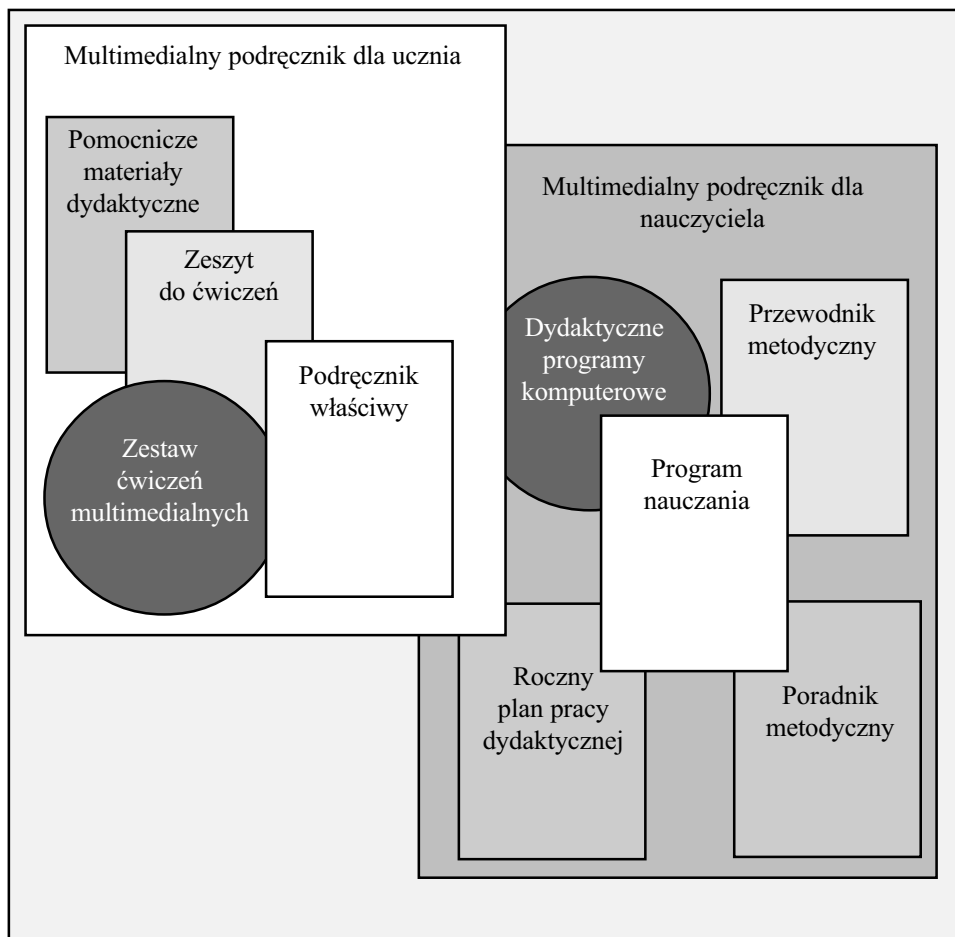 Multimedialny podręcznik dla ucznia
Pomocnicze
materiały
dydaktyczne
Zeszyt
do ćwiczeń
Podręcznik
właściwy
Zestaw
ćwiczeń
multimedialnych
Multimedialny podręcznik dla
nauczyciela
Dydaktyczne
programy
komputerowe
Przewodnik
metodyczny
Program
nauczania
Roczny
plan pracy
dydaktycznej
Poradnik
metodyczny